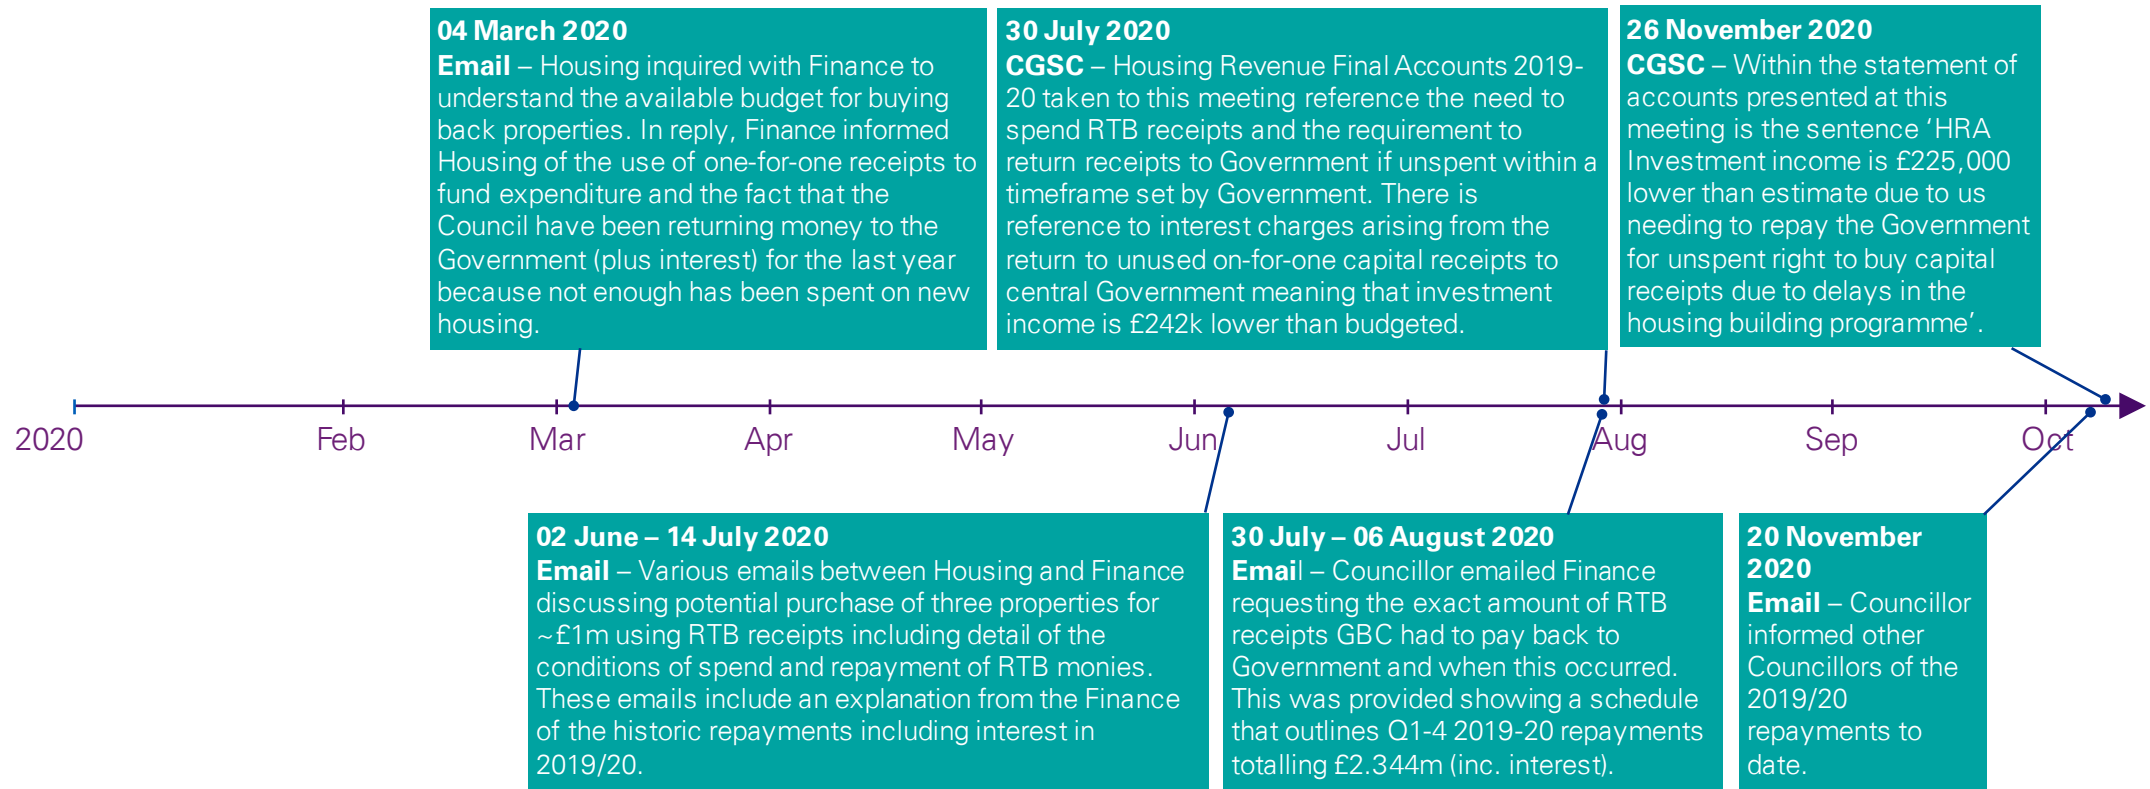 04 March 2020
Email – Housing inquired with Finance to
understand the available budget for buying
back properties. In reply, Finance informed
Housing of the use of one-for-one receipts to
fund expenditure and the fact that the
Council have been returning money to the
Government (plus interest) for the last year
because not enough has been spent on new
housing.
30 July 2020
CGSC – Housing Revenue Final Accounts 2019-
20 taken to this meeting reference the need to
spend RTB receipts and the requirement to
return receipts to Government if unspent within a
timeframe set by Government. There is
reference to interest charges arising from the
return to unused on-for-one capital receipts to
central Government meaning that investment
income is £242k lower than budgeted.
26 November 2020
CGSC – Within the statement of
accounts presented at this
meeting is the sentence ‘HRA
Investment income is £225,000
lower than estimate due to us
needing to repay the Government
for unspent right to buy capital
receipts due to delays in the
housing building programme’.
2020
Feb
Mar
Apr
May
Jun
Jul
Aug
Sep
Oct
02 June – 14 July 2020
Email – Various emails between Housing and Finance
discussing potential purchase of three properties for
~£1m using RTB receipts including detail of the
conditions of spend and repayment of RTB monies.
These emails include an explanation from the Finance
of the historic repayments including interest in
2019/20.
30 July – 06 August 2020
Email – Councillor emailed Finance
requesting the exact amount of RTB
receipts GBC had to pay back to
Government and when this occurred.
This was provided showing a schedule
that outlines Q1-4 2019-20 repayments
totalling £2.344m (inc. interest).
20 November
2020
Email – Councillor
informed other
Councillors of the
2019/20
repayments to
date.